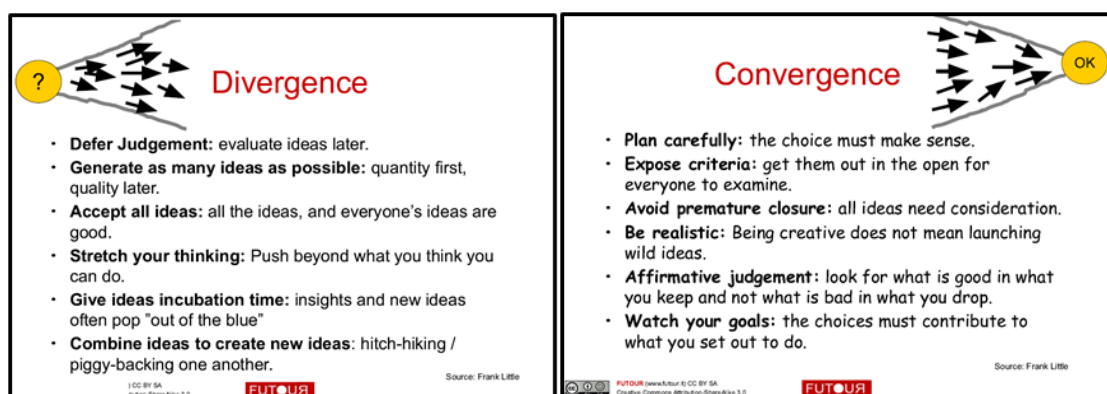 ?
Divergence
• Defer Judgement: evaluate ideas later.
• Generate as many ideas as possible: quantity first,
quality later.
• Accept all ideas: all the ideas, and everyone's ideas are
good.
• Stretch your thinking: Push beyond what you think you
can do.
• Give ideas incubation time: insights and new ideas
often pop "out of the blue"
• Combine ideas to create new ideas: hitch-hiking /
piggy-backing one another.
Source: Frank Little
) CC BY SA
FUTOUR
Convergence
OK
• Plan carefully: the choice must make sense.
• Expose criteria: get them out in the open for
everyone to examine.
• Avoid premature closure: all ideas need consideration.
• Be realistic: Being creative does not mean launching
wild ideas.
• Affirmative judgement: look for what is good in what
you keep and not what is bad in what you drop.
• Watch your goals: the choices must contribute to
what you set out to do.
Source: Frank Little
FUTOUR (www.futour.it) CC BY SA
Creative Commons Attribution-ShareAlike 3.0
FUTOUR